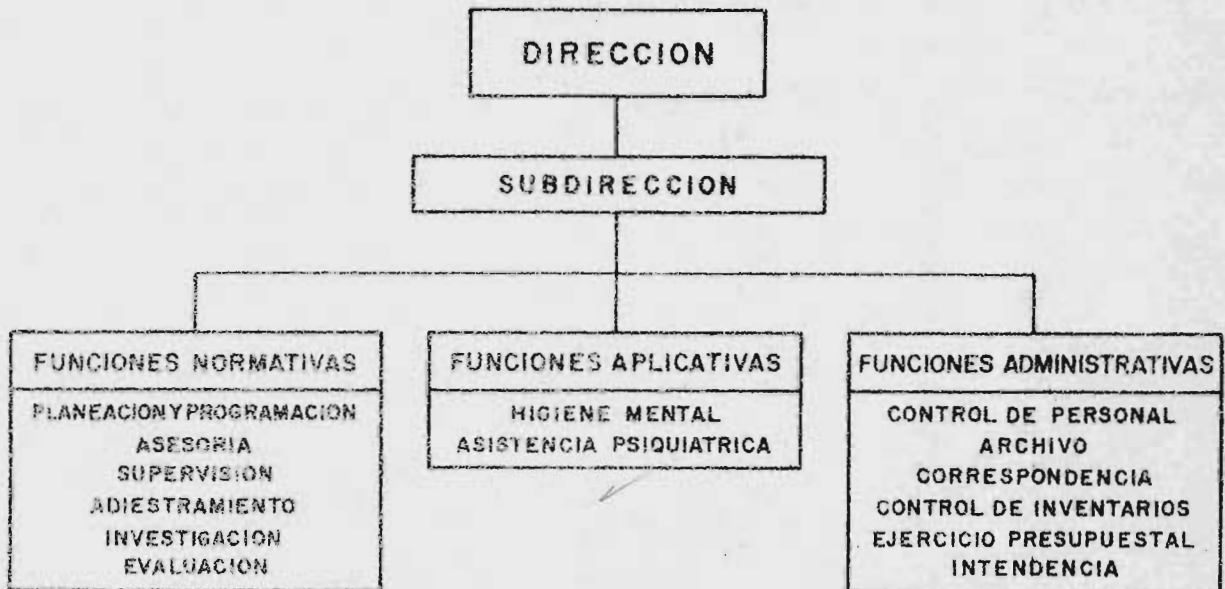 DIRECCION
SUBDIRECCION
FUNCIONES NORMATIVAS
PLANEACION Y PROGRAMACION
ASESORIA
SUPERVISION
ADIESTRAMIENTO
INVESTIGACION
EVALUACION
FUNCIONES APLICATIVAS
HIGIENE MENTAL
ASISTENCIA PSIQUIATRICA
FUNCIONES ADMINISTRATIVAS
CONTROL DE PERSONAL
ARCHIVO
CORRESPONDENCIA
CONTROL DE INVENTARIOS
EJERCICIO PRESUPUESTAL
INTENDENCIA